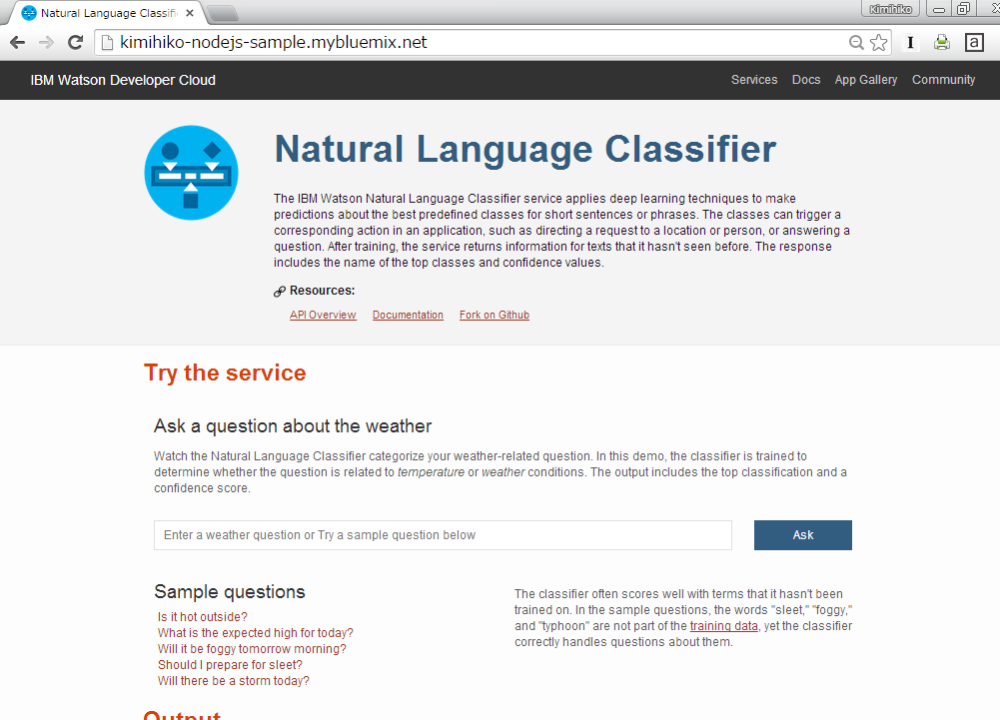 Natural Language Classifi
Kimihiko
kimihiko-nodejs-sample.mybluemix.net
IBM Watson Developer Cloud
Services Docs App Gallery Community
Natural Language Classifier
The IBM Watson Natural Language Classifier service applies deep learning techniques to make
predictions about the best predefined classes for short sentences or phrases. The classes can trigger a
corresponding action in an application, such as directing a request to a location or person, or answering a
question. After training, the service returns information for texts that it hasn't seen before. The response
includes the name of the top classes and confidence values.
Resources:
API Overview Documentation Fork on Github
Try the service
Ask a question about the weather
Watch the Natural Language Classifier categorize your weather-related question. In this demo, the classifier is trained to
determine whether the question is related to temperature or weather conditions. The output includes the top classification and a
confidence score.
Enter a weather question or Try a sample question below
Ask
Sample questions
Is it hot outside?
What is the expected high for today?
Will it be foggy tomorrow morning?
Should I prepare for sleet?
Will there be a storm today?
The classifier often scores well with terms that it hasn't been
trained on. In the sample questions, the words "sleet," "foggy,"
and "typhoon" are not part of the training data, yet the classifier
correctly handles questions about them.
Output